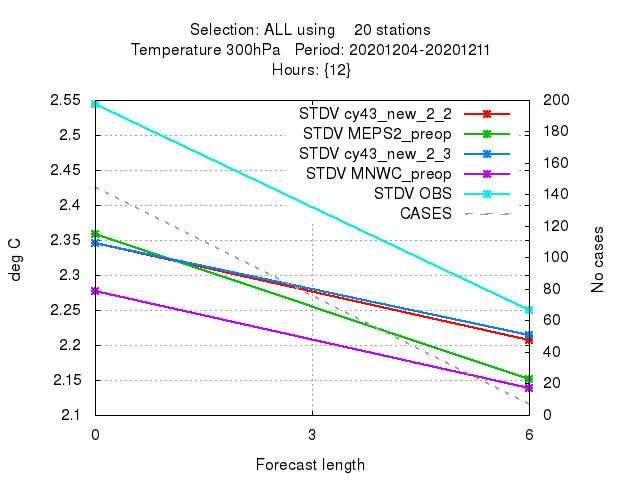 Selection: ALL using 20 stations
Temperature 300hPa Period: 20201204-20201211
Hours: {12}
2.55
2.5
2.45
2.4
2.35
2.3
2.25
2.2
2.15
2.1
deg C
STDV cy43_new_2_2
STDV MEPS2_preop
STDV cy43_new_2_3
STDV MNWC_preop
STDV OBS
CASES
200
180
160
140
120
100
80
60
40
20
0
No cases
0 3 6
Forecast length